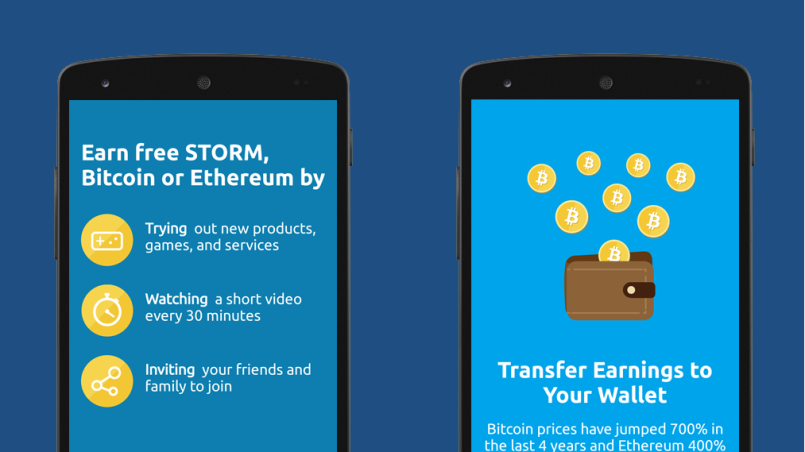 Earn free STORM,
Bitcoin or Ethereum by
Trying out new products,
games, and services
Watching a short video
every 30 minutes
Inviting your friends and
family to join
Transfer Earnings to
Your Wallet
Bitcoin prices have jumped 700% in
the last 4 years and Ethereum 400%